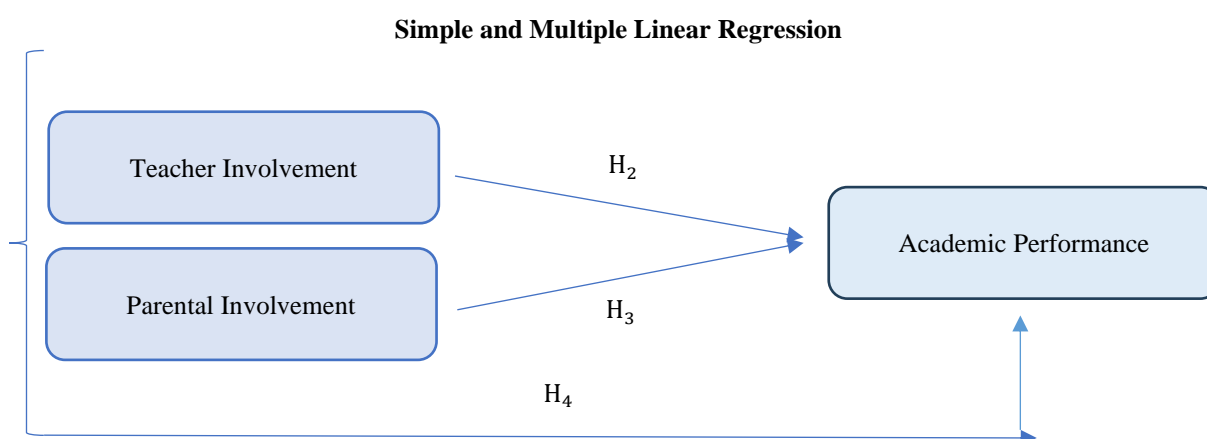 Simple and Multiple Linear Regression
Teacher Involvement
H₂
Academic Performance
Parental Involvement
H₃
H₄